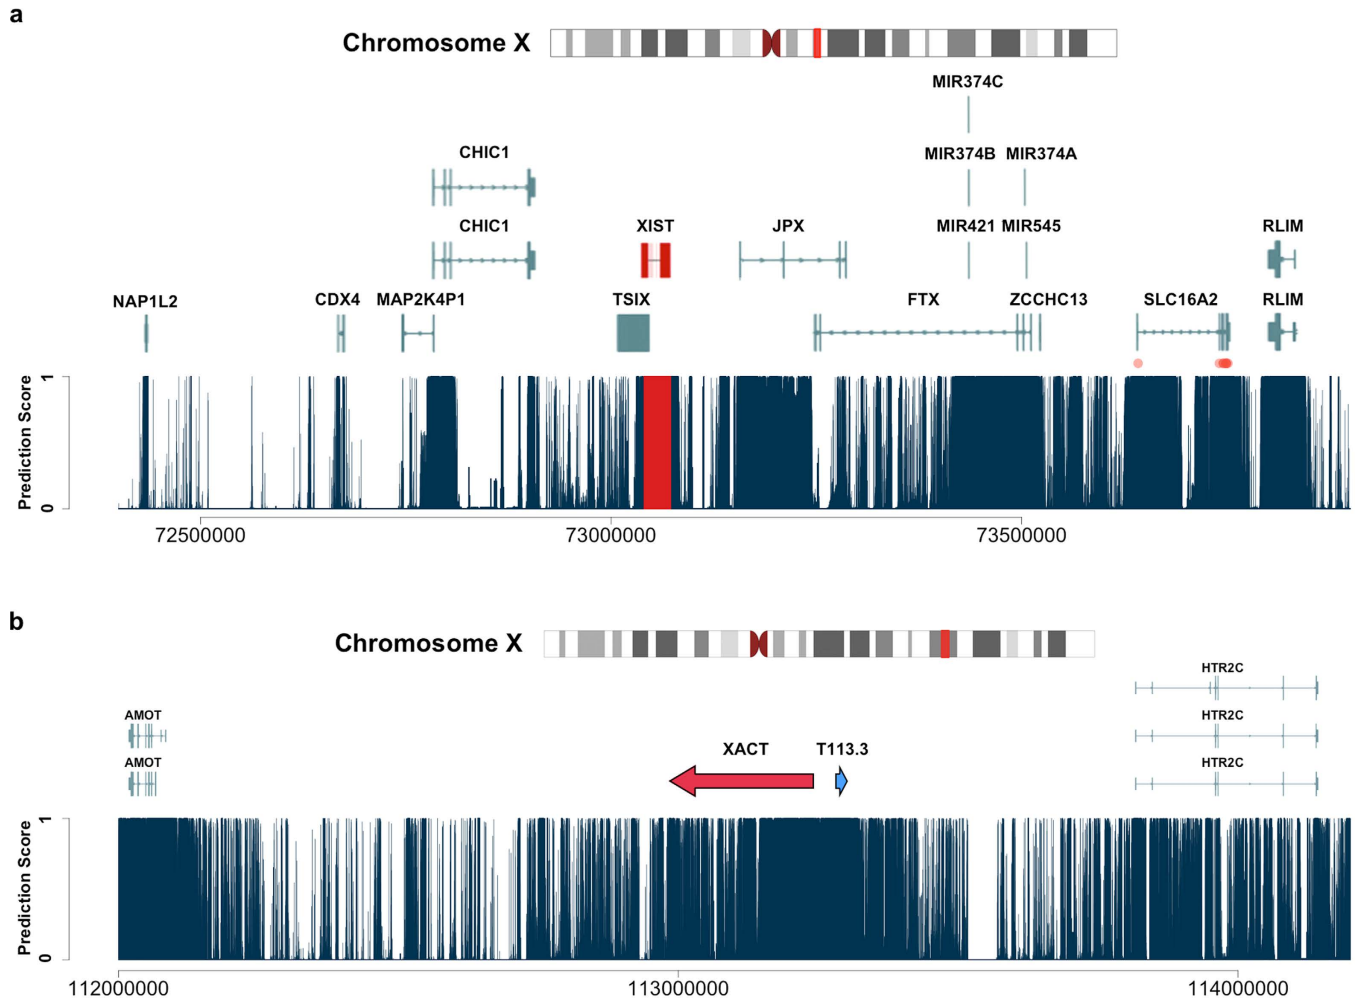 a
Chromosome X
MIR374C
CHIC1
MIR374B MIR374A
CHIC1 XIST JPX MIR421 MIR545 RLIM
NAP1L2 CDX4 MAP2K4P1 TSIX FTX ZCCHC13 SLC16A2 RLIM
Prediction Score
1
0
72500000 73000000 73500000
b
Chromosome X
HTR2C
AMOT HTR2C
XACT T113.3
AMOT HTR2C
Prediction Score
1
0
112000000 113000000 114000000